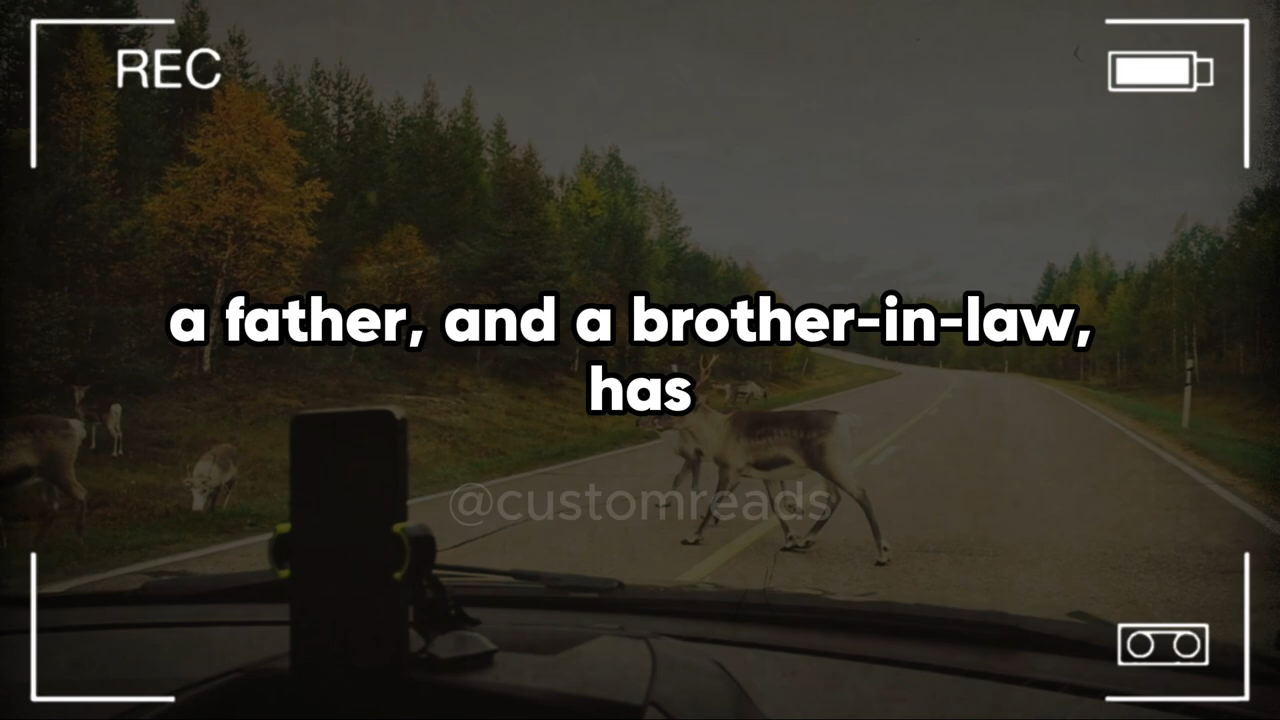 REC
a father, and a brother-in-law,
has
@customreads